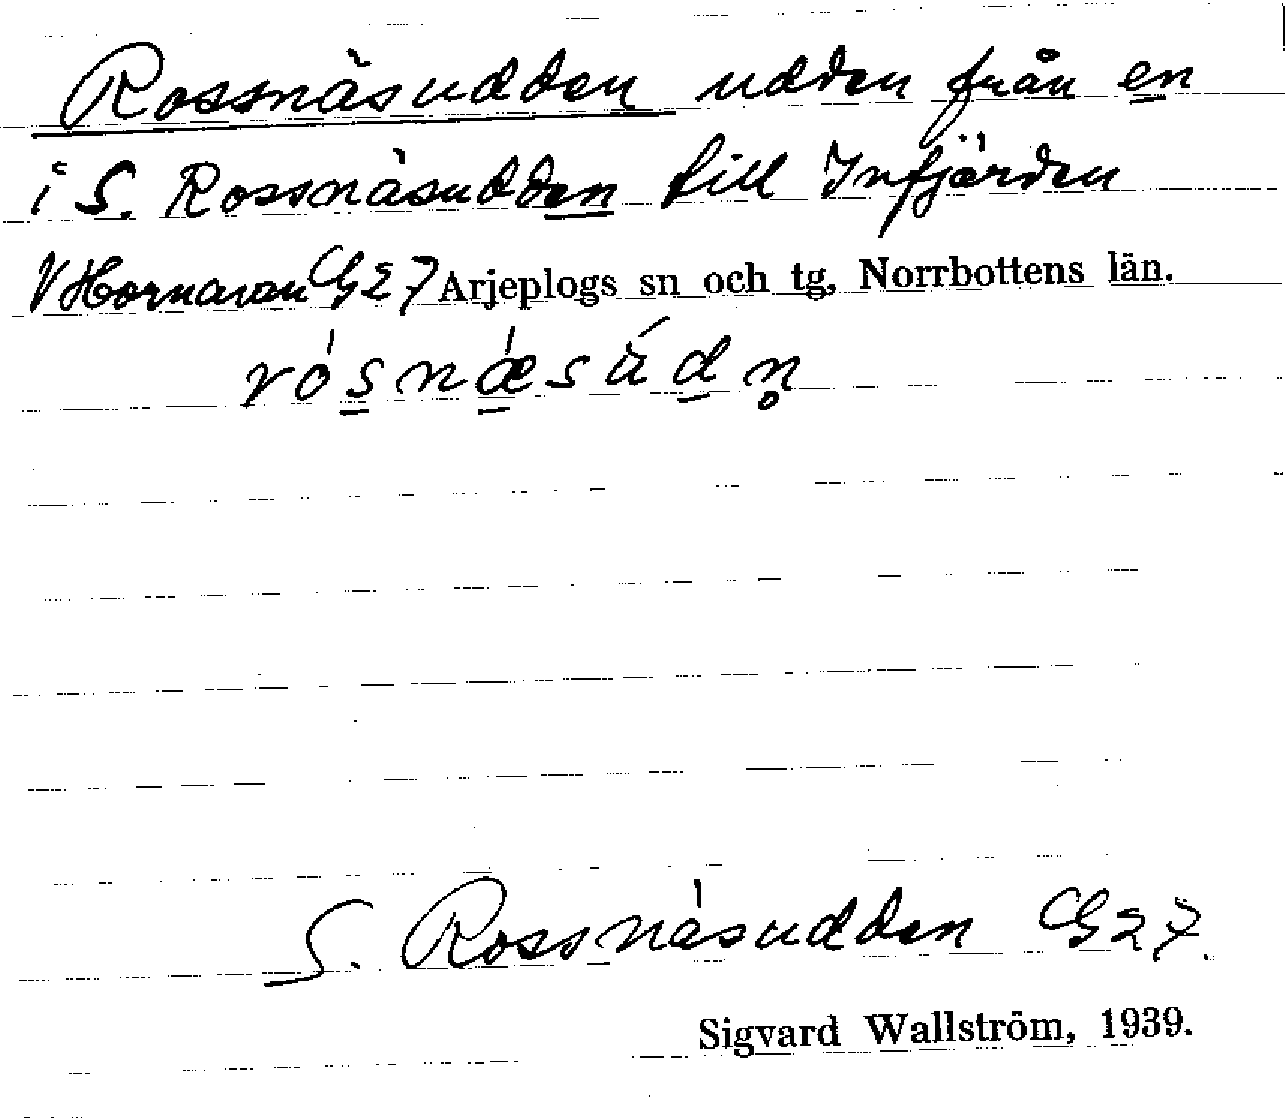 Rossnäsudden udden från en
i S. Rossnäsudden till Infjärden
V Hornavan G27 Arjeplogs sn och tg, Norrbottens län.
rósnǽsúdn̥
S. Rossnäsudden G27.
Sigvard Wallström, 1939.